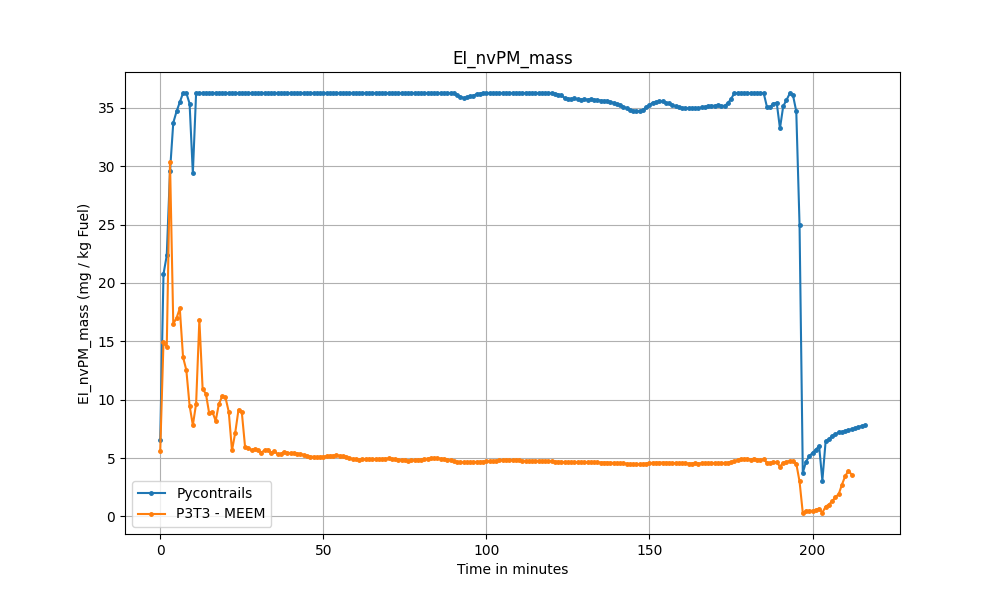 EI_nvPM_mass
EI_nvPM_mass (mg / kg Fuel)
35
30
25
20
15
10
5
0
Pycontrails
P3T3 - MEEM
0 50 100 150 200
Time in minutes